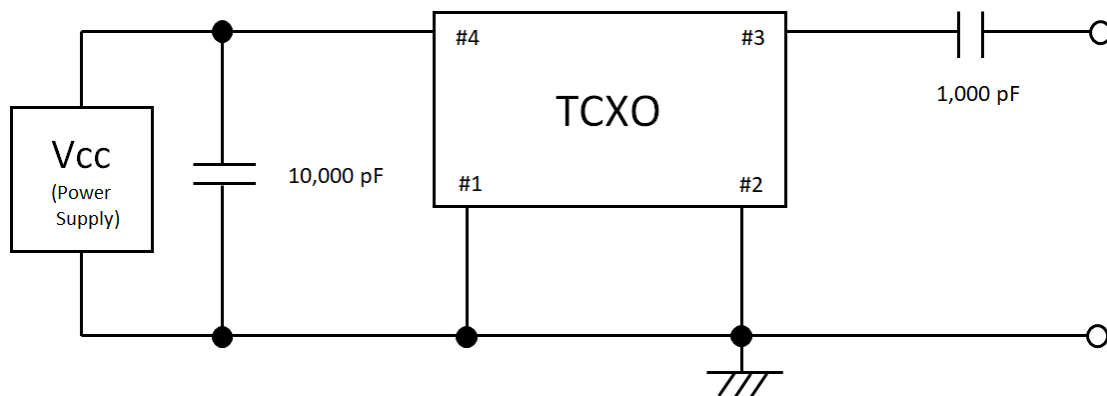 #4
#3
TCXO
1,000 pF
Vcc
(Power
Supply)
10,000 pF
#1
#2